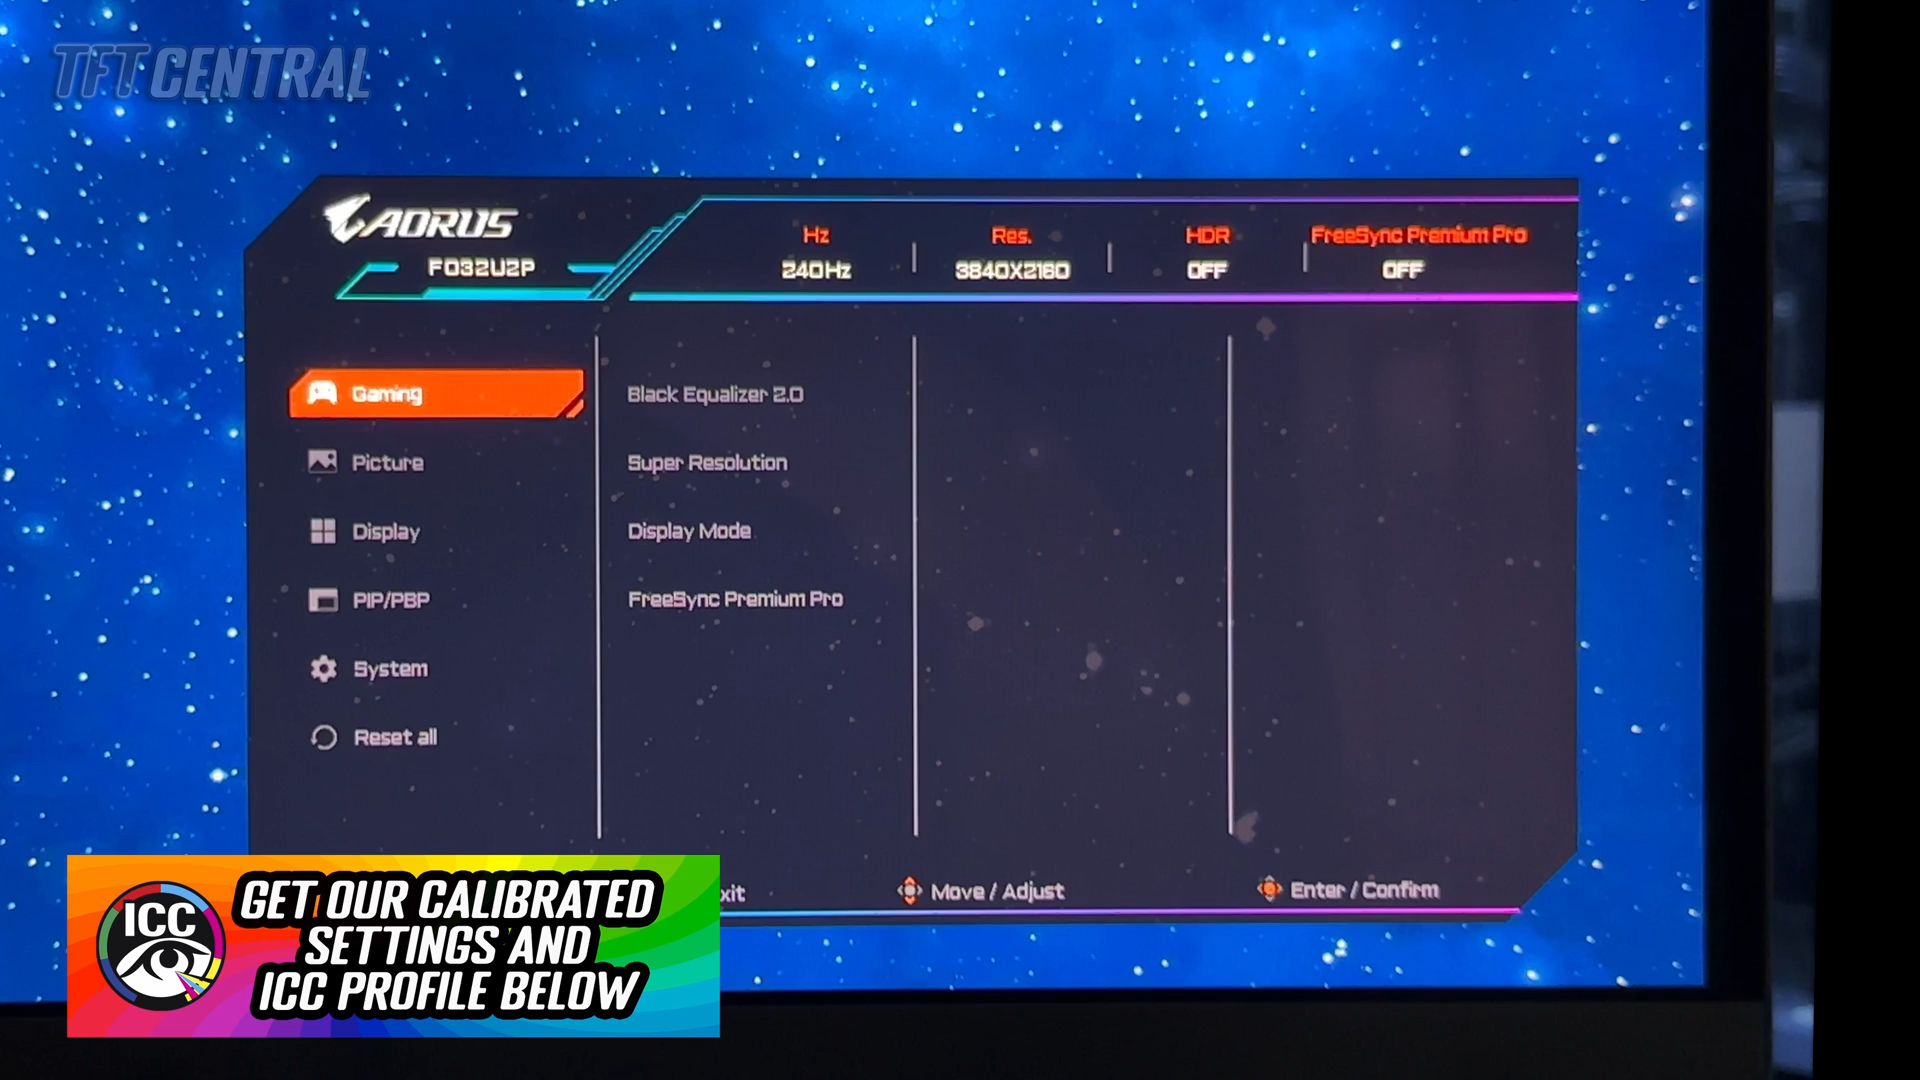 TFTCENTRAL
AORUS
FO32U2P
Hz
240Hz
Res.
3840X2160
HDR
OFF
FreeSync Premium Pro
OFF
Gaming
Picture
Display
PIP/PBP
System
Reset all
Black Equalizer 2.0
Super Resolution
Display Mode
FreeSync Premium Pro
xit
Move / Adjust
Enter / Confirm
ICC
GET OUR CALIBRATED
SETTINGS AND
ICC PROFILE BELOW